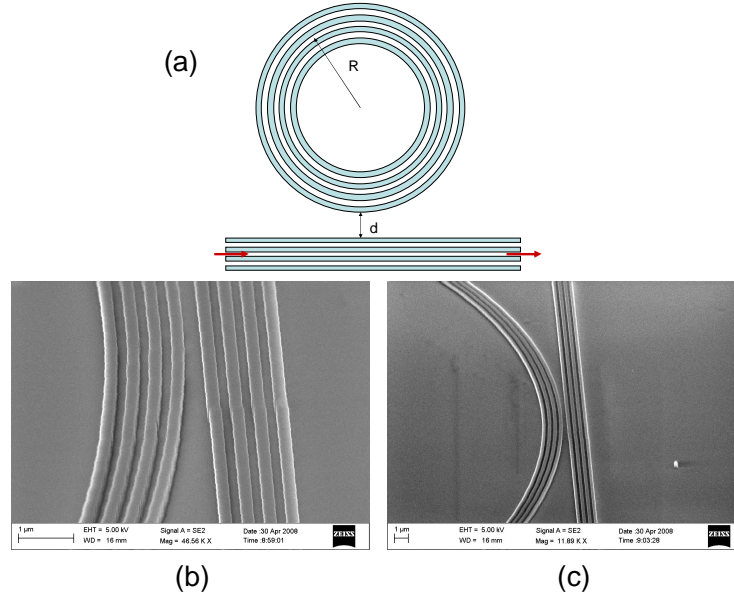 (a)
R
d
1 µm
EHT = 5.00 kV
WD = 16 mm
Signal A = SE2
Mag = 46.56 K X
Date :30 Apr 2008
Time :8:59:01
ZEISS
1 µm
EHT = 5.00 kV
WD = 16 mm
Signal A = SE2
Mag = 11.89 K X
Date :30 Apr 2008
Time :9:03:28
ZEISS
(b)
(c)